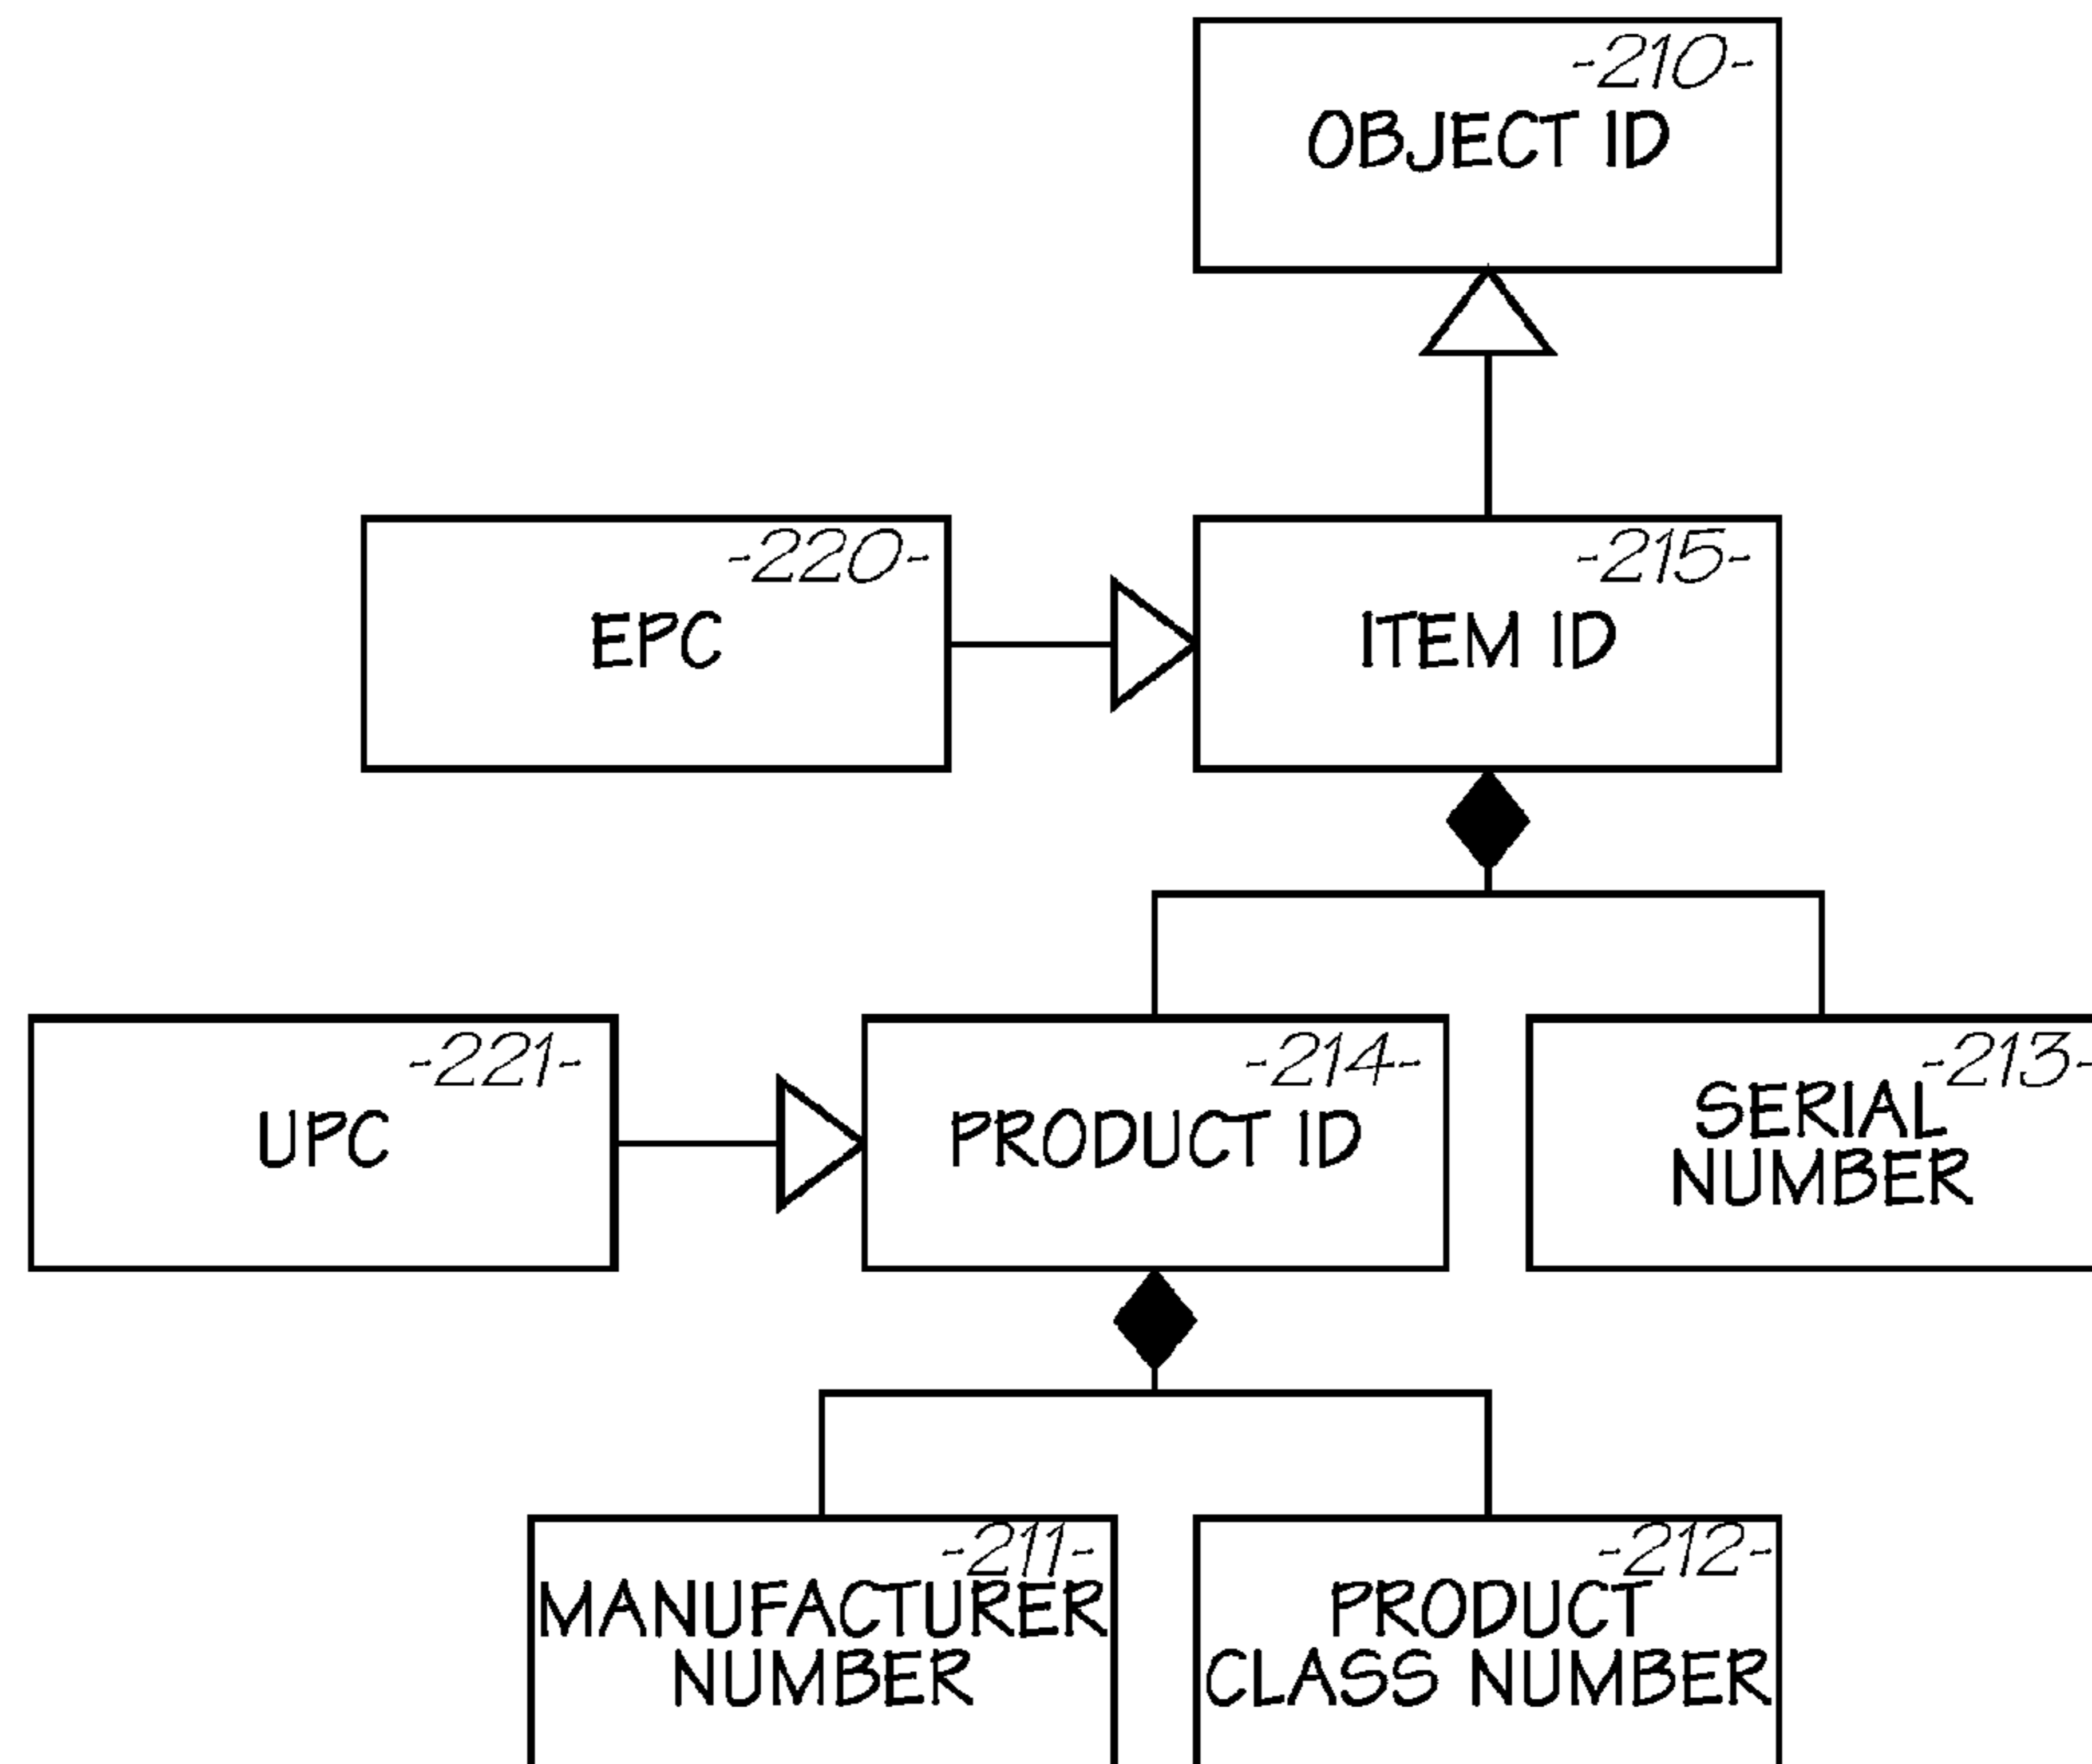 -210-
OBJECT ID
-220-
EPC
-215-
ITEM ID
-221-
UPC
-214-
PRODUCT ID
-213-
SERIAL
NUMBER
-211-
MANUFACTURER
NUMBER
-212-
PRODUCT
CLASS NUMBER